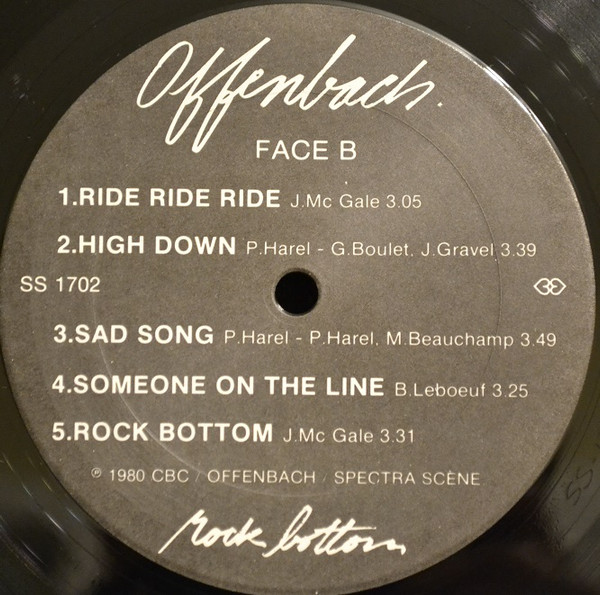 Offenbach.
FACE B
1.RIDE RIDE RIDE J.Mc Gale 3.05
2.HIGH DOWN P.Harel - G.Boulet. J.Gravel 3.39
SS 1702
3.SAD SONG P.Harel - P.Harel. M.Beauchamp 3.49
4.SOMEONE ON THE LINE B.Leboeuf 3.25
5.ROCK BOTTOM J.Mc Gale 3.31
℗ 1980 CBC / OFFENBACH / SPECTRA SCÈNE
rock bottom